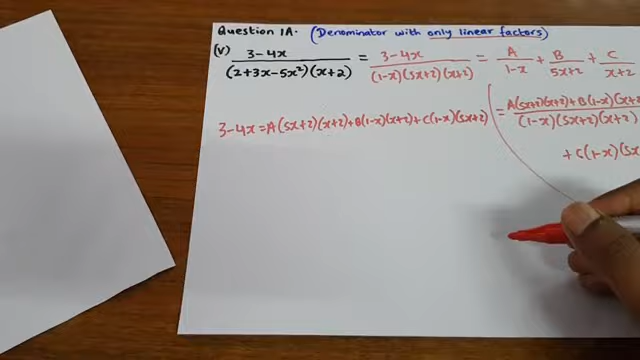 Question 1A. (Denominator with only linear factors)
(v) 3-4x / (2+3x-5x²)(x+2) = 3-4x / (1-x)(5x+2)(x+2) = A / 1-x + B / 5x+2 + C / x+2
3-4x = A(5x+2)(x+2)+B(1-x)(x+2)+C(1-x)(5x+2)
= A(5x+2)(x+2)+B(1-x)(x+2 / (1-x)(5x+2)(x+2)
+ C(1-x)(5x